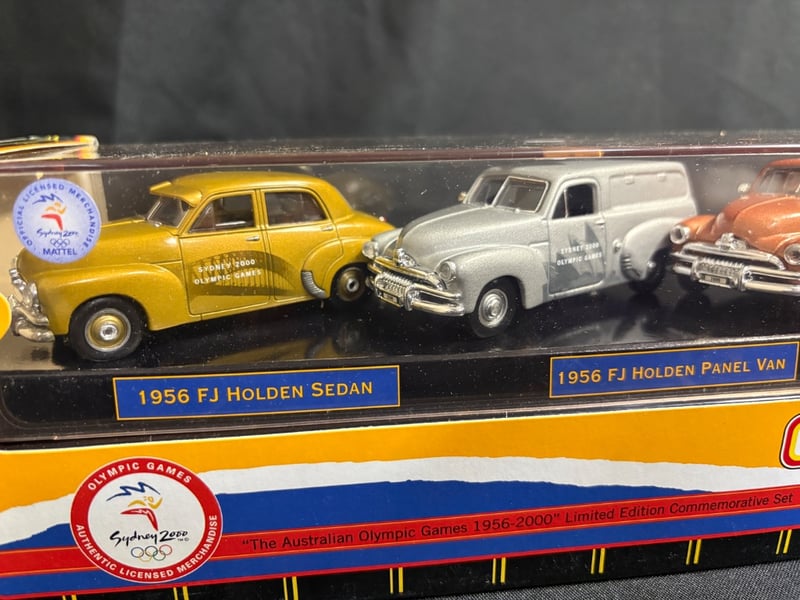 OFFICIAL LICENSED MERCHANDISE
Sydney 2000
MATTEL
SYDNEY 2000
OLYMPIC GAMES
SYDNEY 2000
OLYMPIC GAMES
1956 FJ HOLDEN SEDAN
1956 FJ HOLDEN PANEL VAN
OLYMPIC GAMES
Sydney 2000
AUTHENTIC LICENSED MERCHANDISE
"The Australian Olympic Games 1956-2000" Limited Edition Commemorative Set